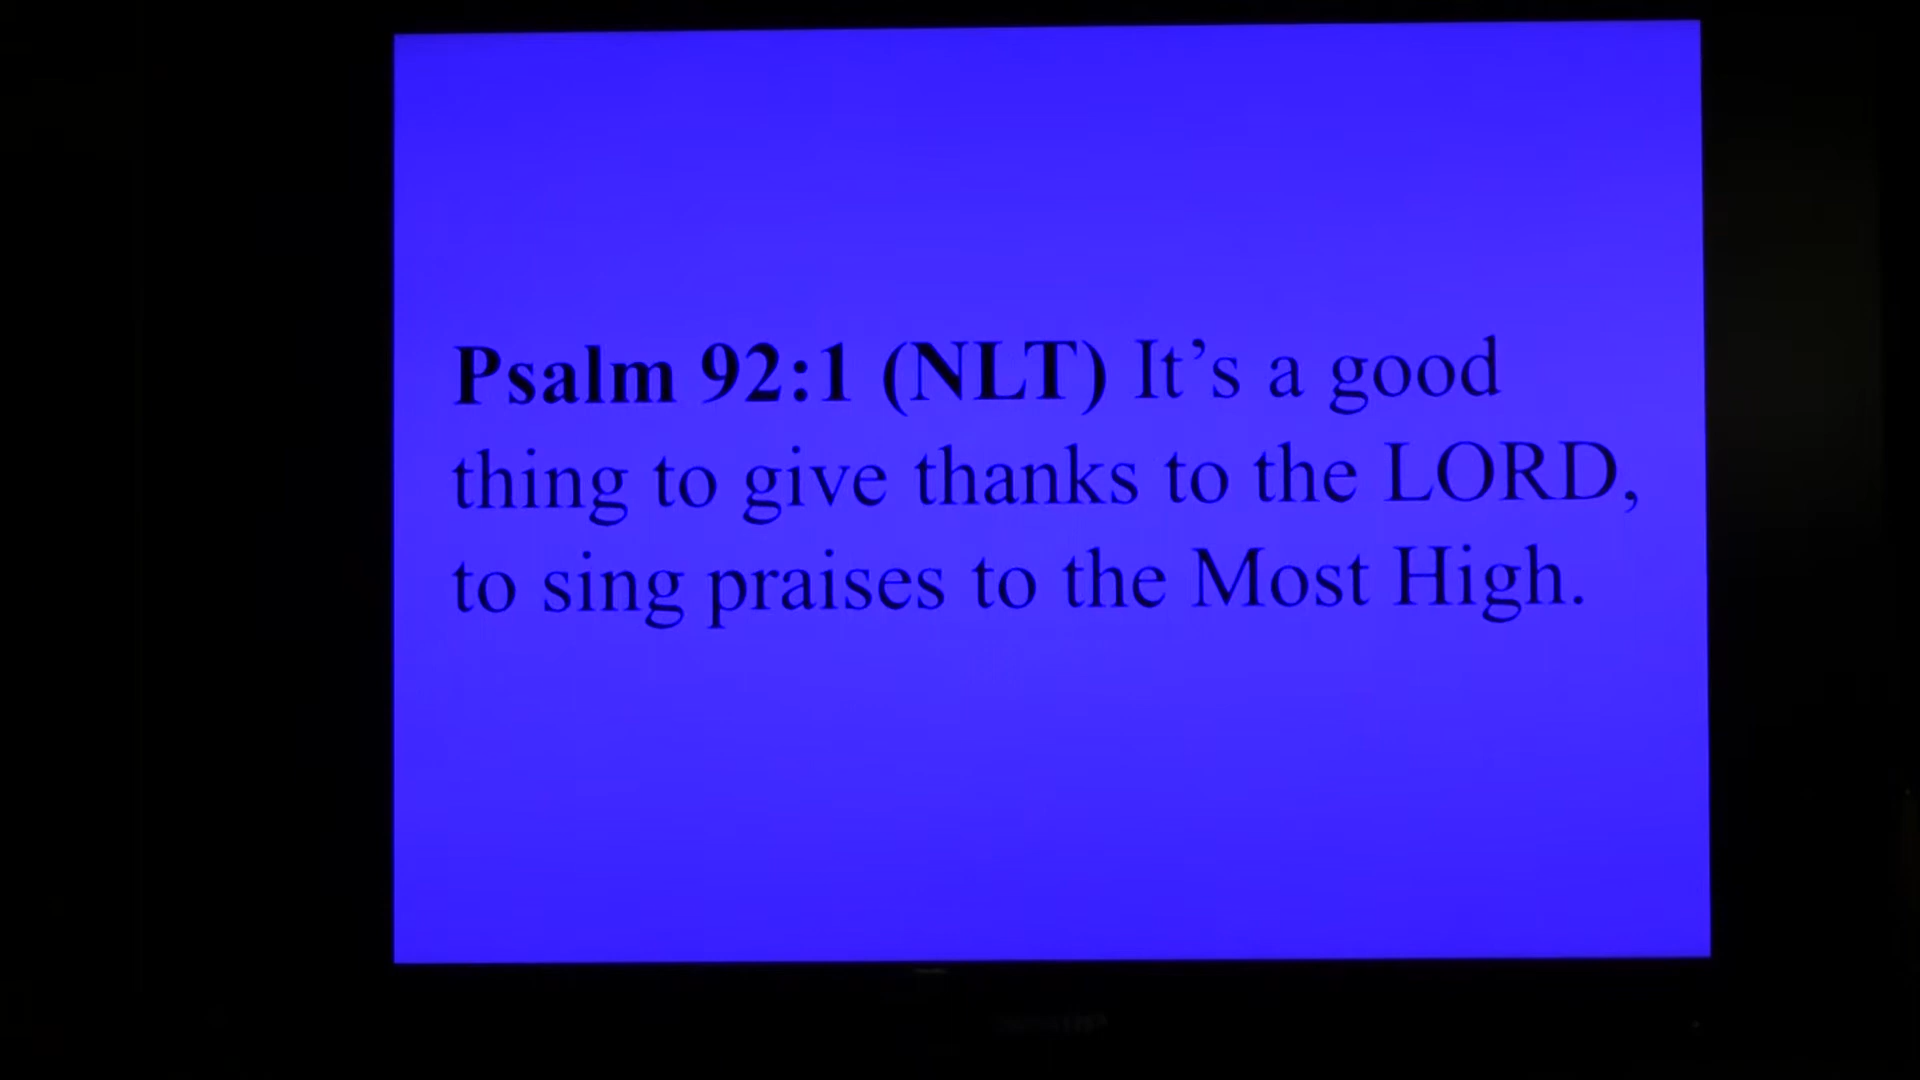 Psalm 92:1 (NLT) It’s a good
thing to give thanks to the LORD,
to sing praises to the Most High.